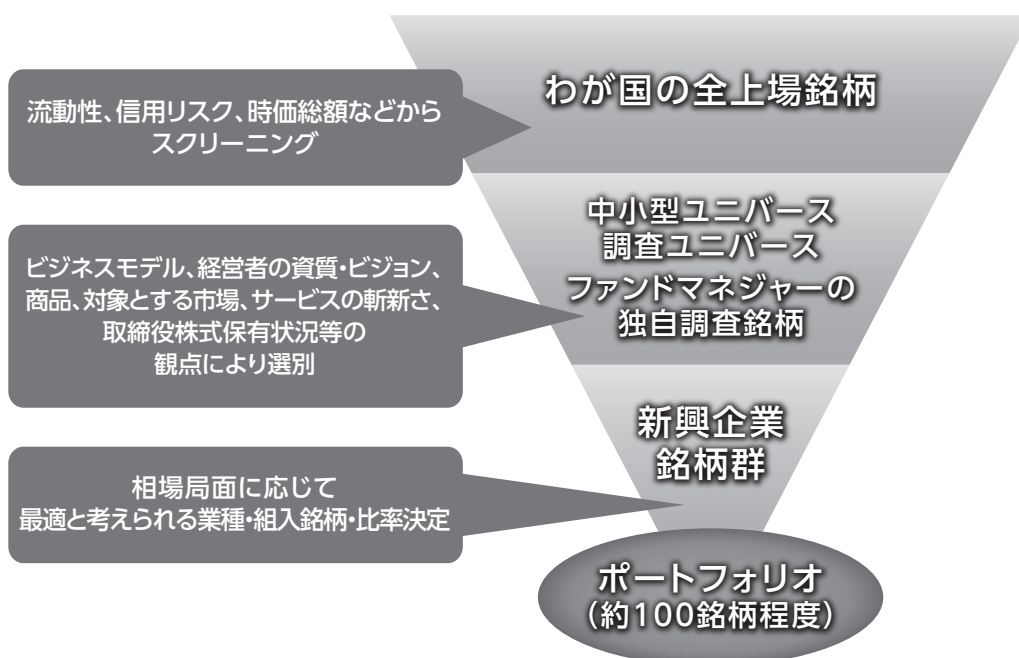 わが国の全上場銘柄
流動性、信用リスク、時価総額などから
スクリーニング
中小型ユニバース
調査ユニバース
ファンドマネジャーの
独自調査銘柄
ビジネスモデル、経営者の資質・ビジョン、
商品、対象とする市場、サービスの斬新さ、
取締役株式保有状況等の
観点により選別
新興企業
銘柄群
相場局面に応じて
最適と考えられる業種・組入銘柄・比率決定
ポートフォリオ
（約100銘柄程度）